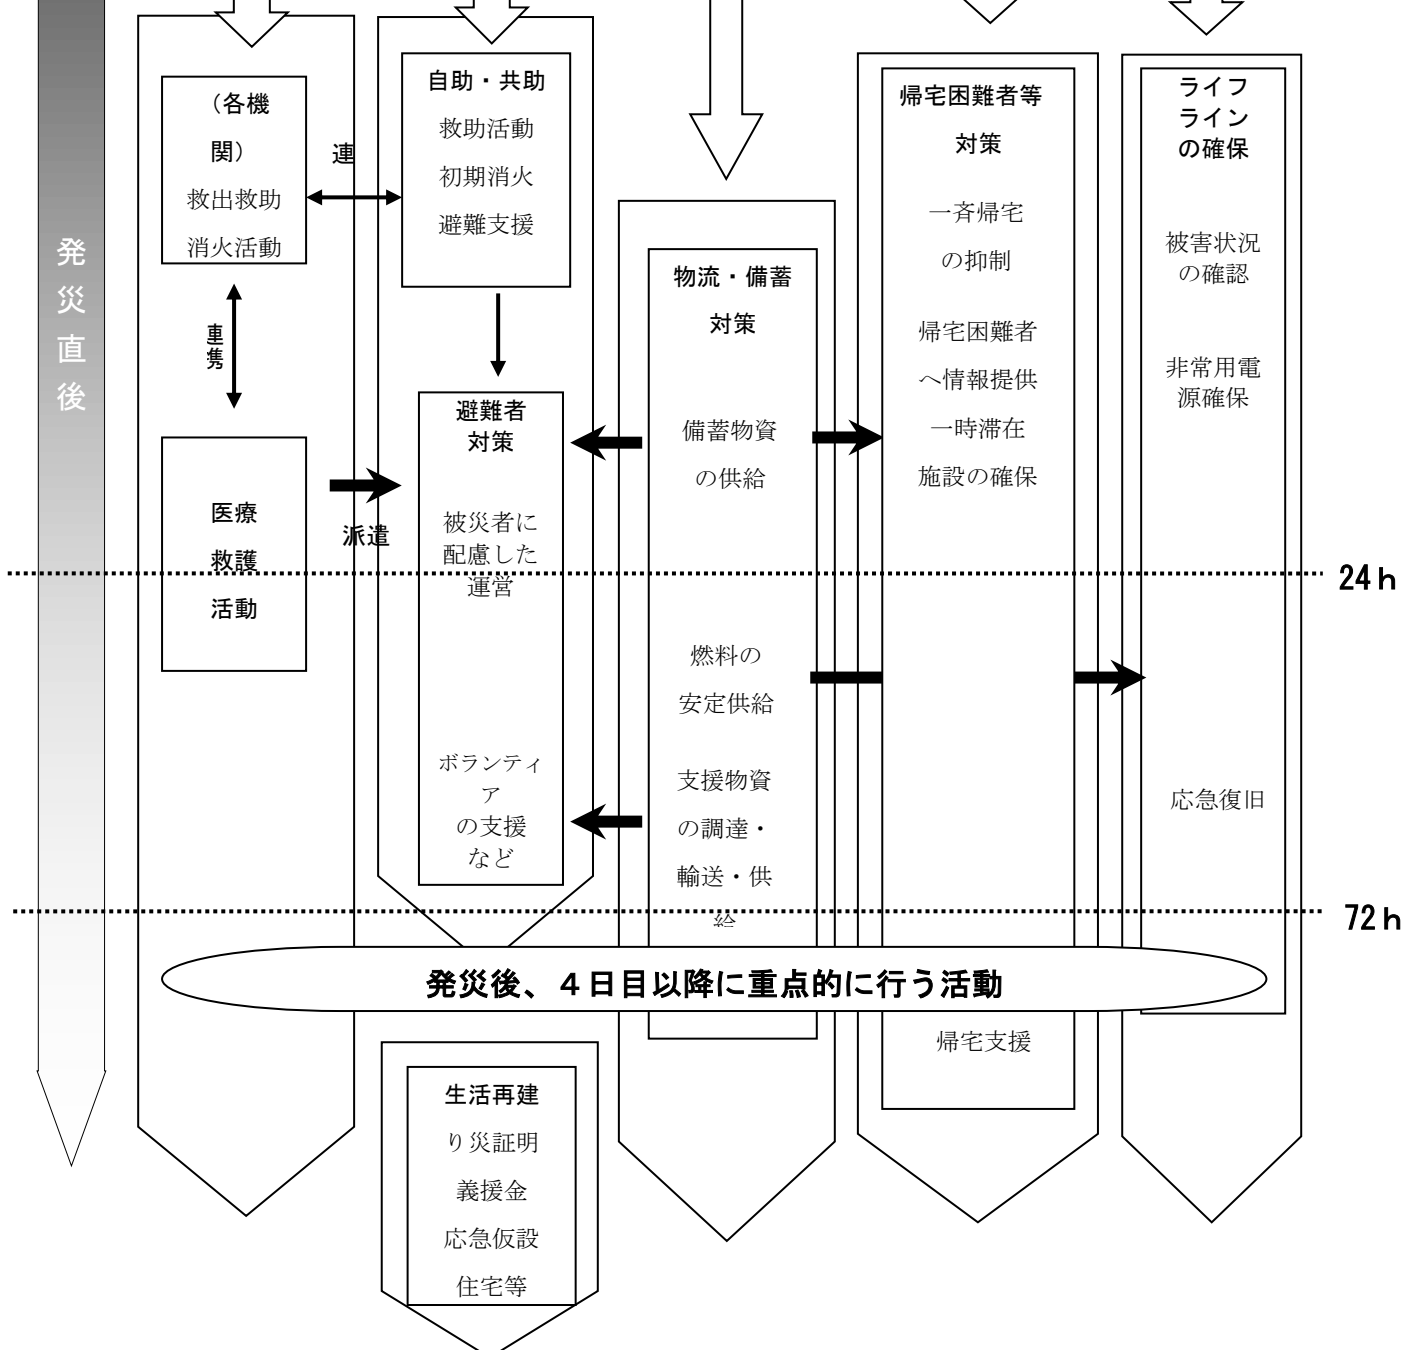 発
災
直
後
（各機
関）
救出救助
消火活動
連
連
携
医療
救護
活動
派遣
自助・共助
救助活動
初期消火
避難支援
避難者
対策
被災者に
配慮した
運営
ボランティ
ア
の支援
など
物流・備蓄
対策
備蓄物資
の供給
燃料の
安定供給
支援物資
の調達・
輸送・供
給
帰宅困難者等
対策
一斉帰宅
の抑制
帰宅困難者
へ情報提供
一時滞在
施設の確保
ライフ
ライン
の確保
被害状況
の確認
非常用電
源確保
応急復旧
24ｈ
72ｈ
発災後、４日目以降に重点的に行う活動
帰宅支援
生活再建
り災証明
義援金
応急仮設
住宅等